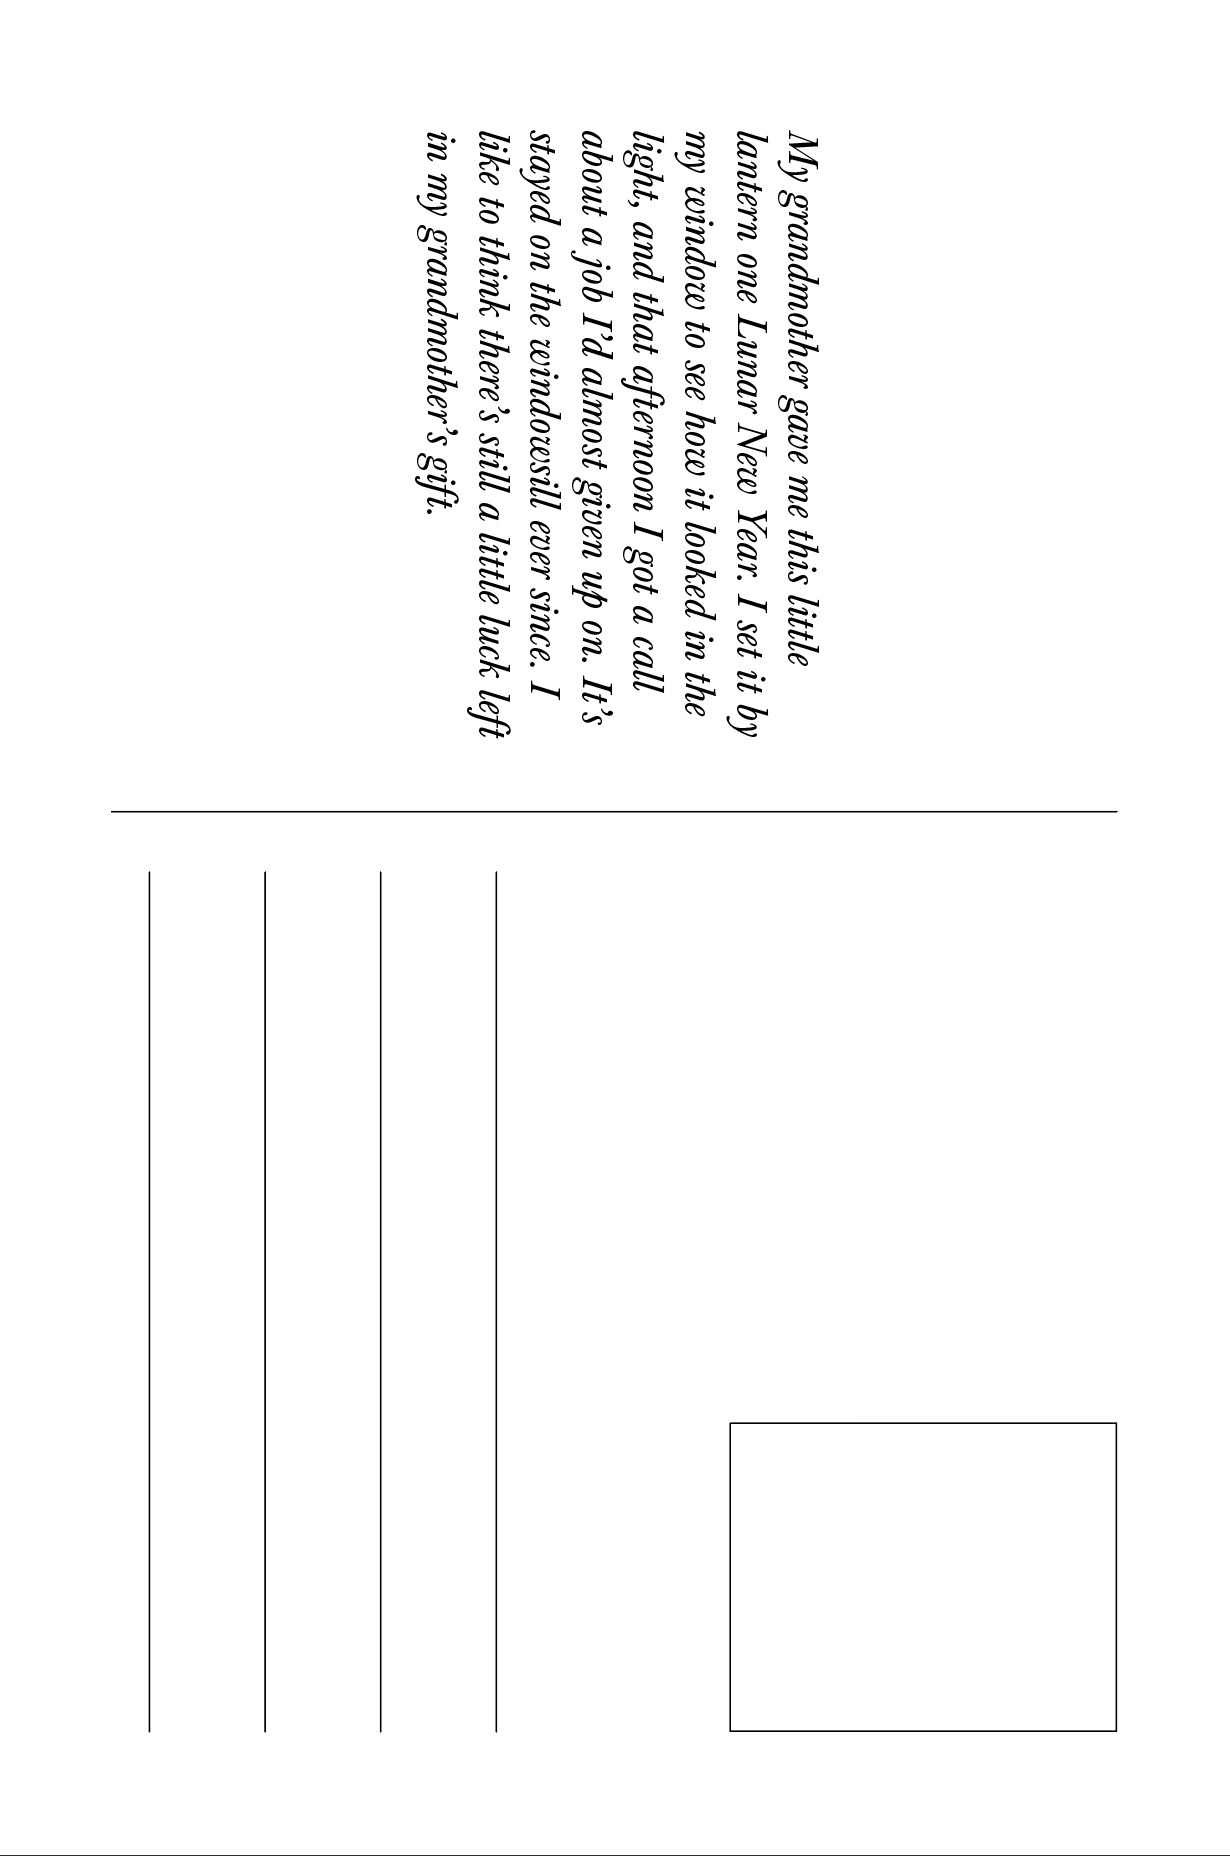 My grandmother gave me this little
lantern one Lunar New Year. I set it by
my window to see how it looked in the
light, and that afternoon I got a call
about a job I’d almost given up on. It’s
stayed on the windowsill ever since. I
like to think there’s still a little luck left
in my grandmother’s gift.